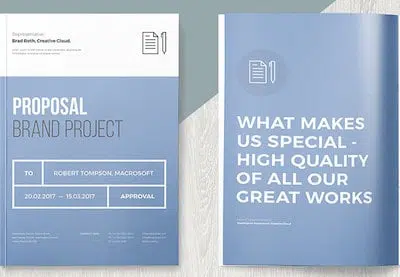 Representative:
Brad Roth, Creative Cloud.
PROPOSAL
BRAND PROJECT
TO
ROBERT TOMPSON, MACROSOFT
20.02.2017 — 15.03.2017
APPROVAL
WHAT MAKES
US SPECIAL -
HIGH QUALITY
OF ALL OUR
GREAT WORKS